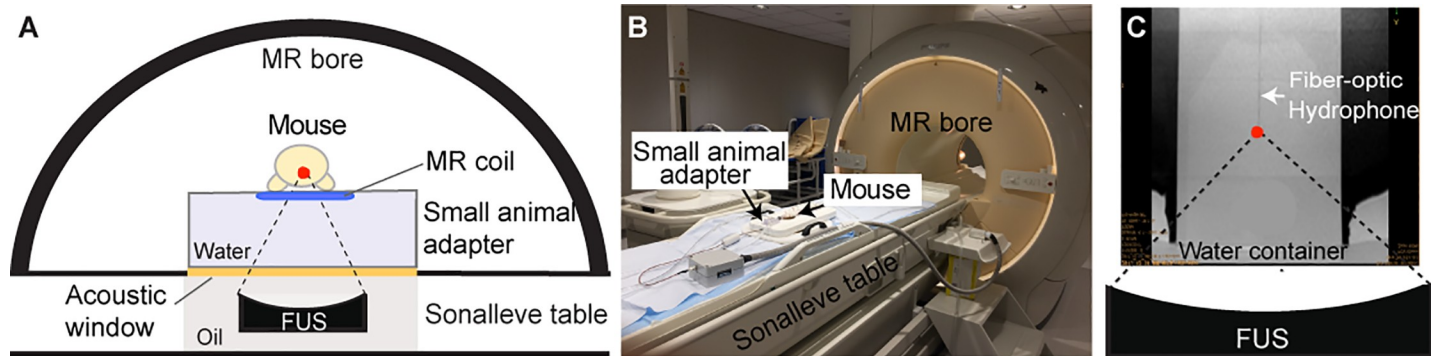 A
MR bore
Mouse
MR coil
Small animal
adapter
Water
Acoustic
window
FUS
Oil
Sonalleve table
B
MR bore
Small animal
adapter
Mouse
Sonalleve table
C
Fiber-optic
Hydrophone
Water container
FUS